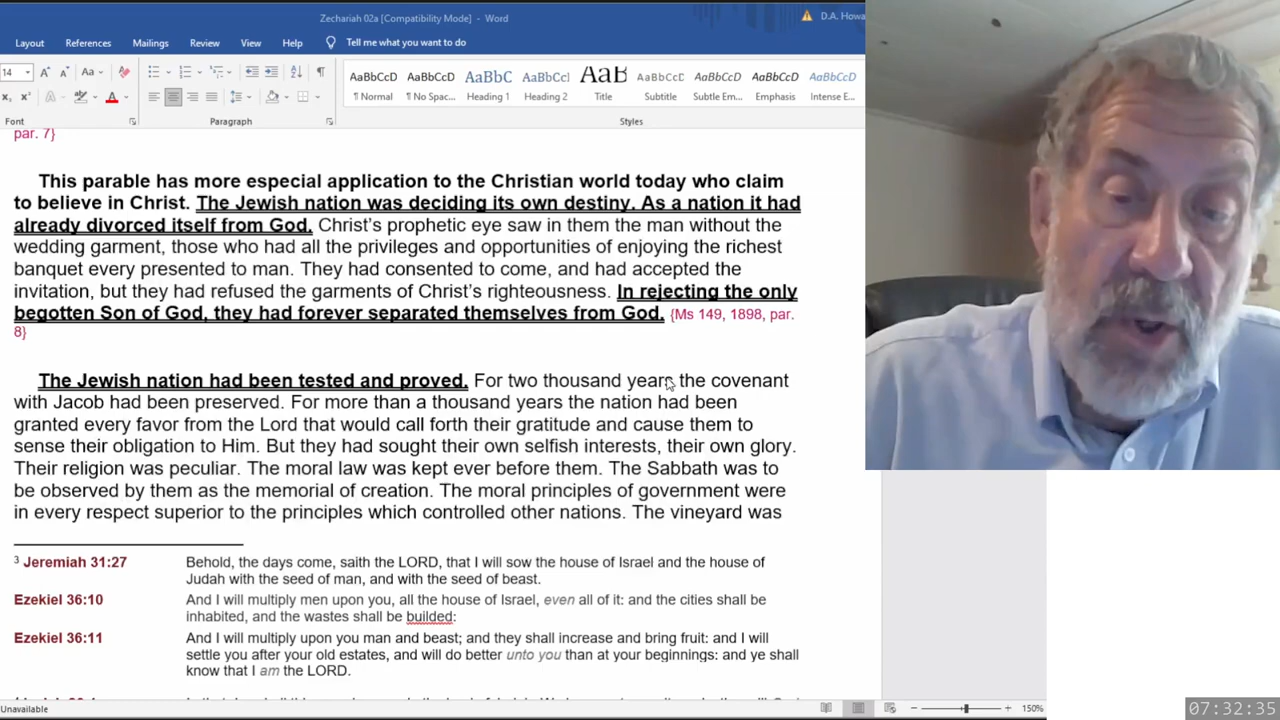 Zechariah 02a [Compatibility Mode] - Word
D.A. Howa
Layout References Mailings Review View Help Tell me what you want to do
14 Aa
AaBbCcD AaBbCcD AaBbC AaBbCcI AaB AaBbCcD AaBbCcD AaBbCcD AaBbCcD
¶ Normal ¶ No Spac... Heading 1 Heading 2 Title Subtitle Subtle Em... Emphasis Intense E...
Font Paragraph Styles
par. 7}
This parable has more especial application to the Christian world today who claim
to believe in Christ. The Jewish nation was deciding its own destiny. As a nation it had
already divorced itself from God. Christ's prophetic eye saw in them the man without the
wedding garment, those who had all the privileges and opportunities of enjoying the richest
banquet every presented to man. They had consented to come, and had accepted the
invitation, but they had refused the garments of Christ's righteousness. In rejecting the only
begotten Son of God, they had forever separated themselves from God. {Ms 149, 1898, par.
8}
The Jewish nation had been tested and proved. For two thousand years the covenant
with Jacob had been preserved. For more than a thousand years the nation had been
granted every favor from the Lord that would call forth their gratitude and cause them to
sense their obligation to Him. But they had sought their own selfish interests, their own glory.
Their religion was peculiar. The moral law was kept ever before them. The Sabbath was to
be observed by them as the memorial of creation. The moral principles of government were
in every respect superior to the principles which controlled other nations. The vineyard was
3 Jeremiah 31:27 Behold, the days come, saith the LORD, that I will sow the house of Israel and the house of
Judah with the seed of man, and with the seed of beast.
Ezekiel 36:10 And I will multiply men upon you, all the house of Israel, even all of it: and the cities shall be
inhabited, and the wastes shall be builded:
Ezekiel 36:11 And I will multiply upon you man and beast; and they shall increase and bring fruit: and I will
settle you after your old estates, and will do better unto you than at your beginnings: and ye shall
know that I am the LORD.
Unavailable
150%
07:32:35